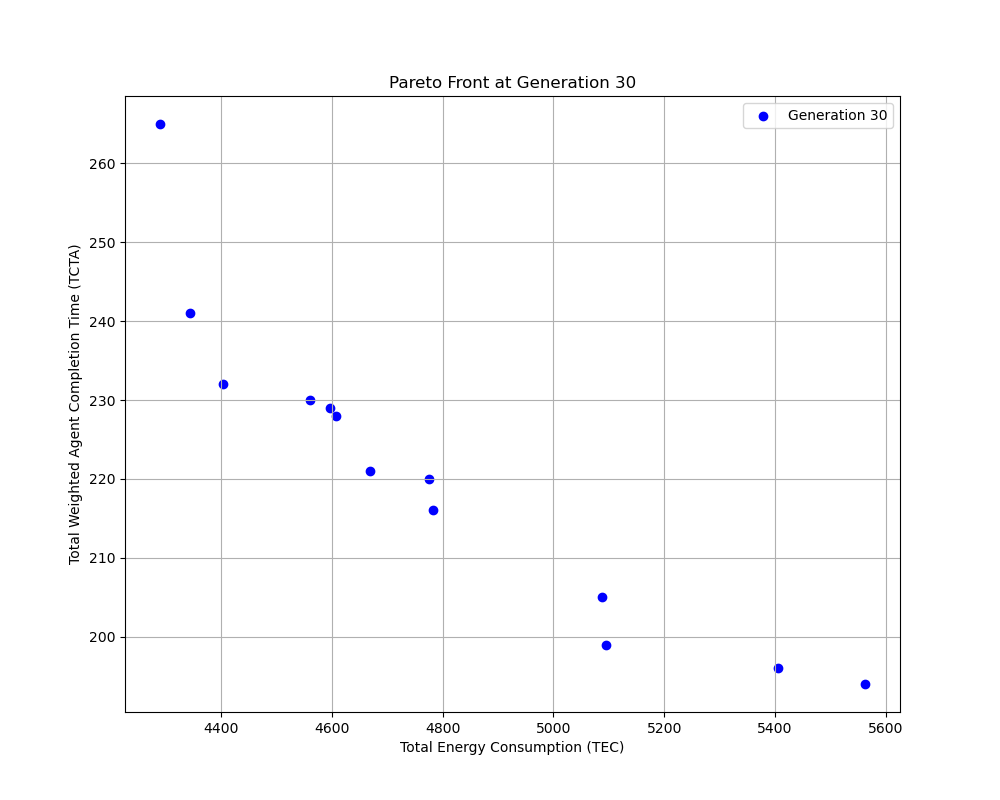 Pareto Front at Generation 30
Generation 30
260
250
240
230
220
210
200
Total Weighted Agent Completion Time (TCTA)
4400 4600 4800 5000 5200 5400 5600
Total Energy Consumption (TEC)